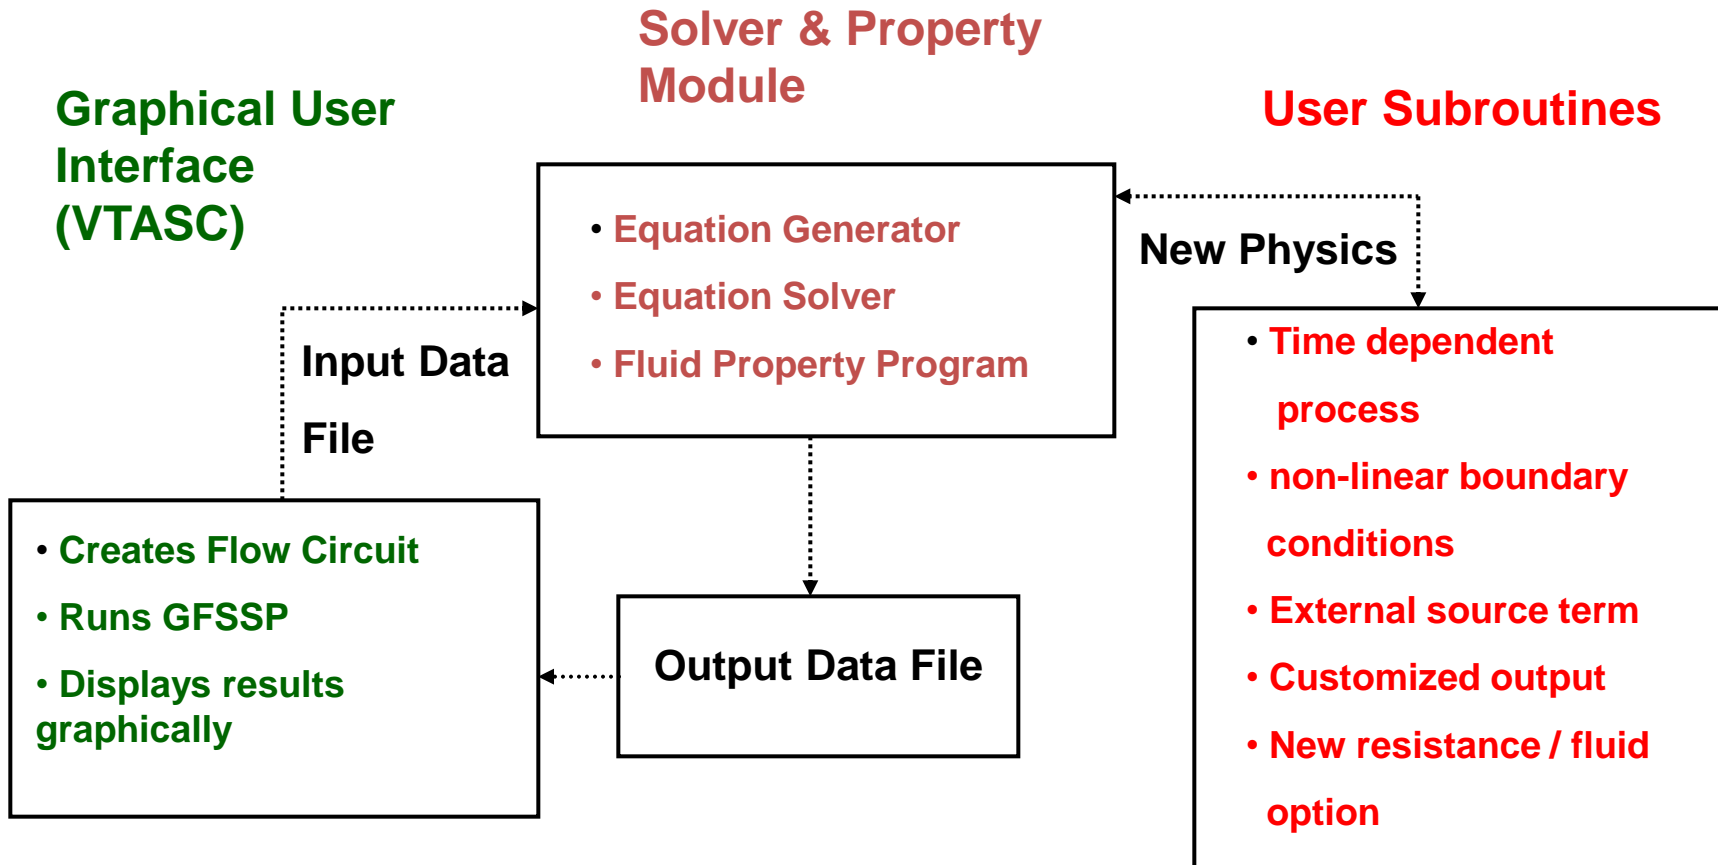 Solver & Property
Module
Graphical User
Interface
(VTASC)
User Subroutines
• Equation Generator
• Equation Solver
• Fluid Property Program
New Physics
Input Data
File
• Time dependent
process
• non-linear boundary
conditions
• External source term
• Customized output
• New resistance / fluid
option
• Creates Flow Circuit
• Runs GFSSP
• Displays results
graphically
Output Data File